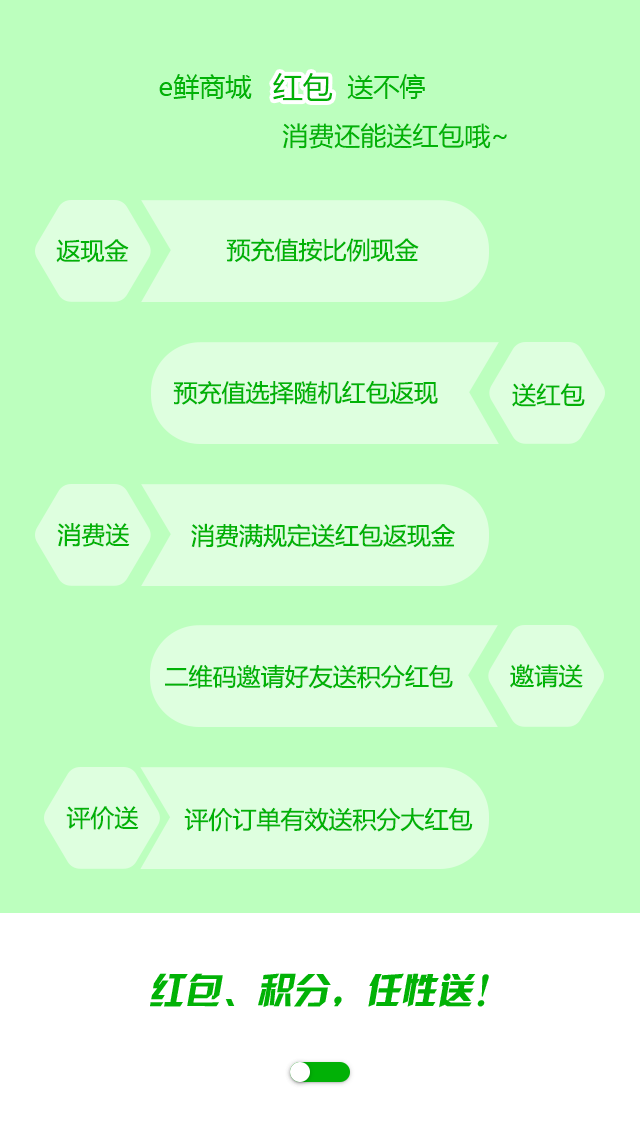 e鲜商城 红包 送不停
消费还能送红包哦~
返现金 预充值按比例现金
预充值选择随机红包返现 送红包
消费送 消费满规定送红包返现金
二维码邀请好友送积分红包 邀请送
评价送 评价订单有效送积分大红包
红包、积分，任性送！